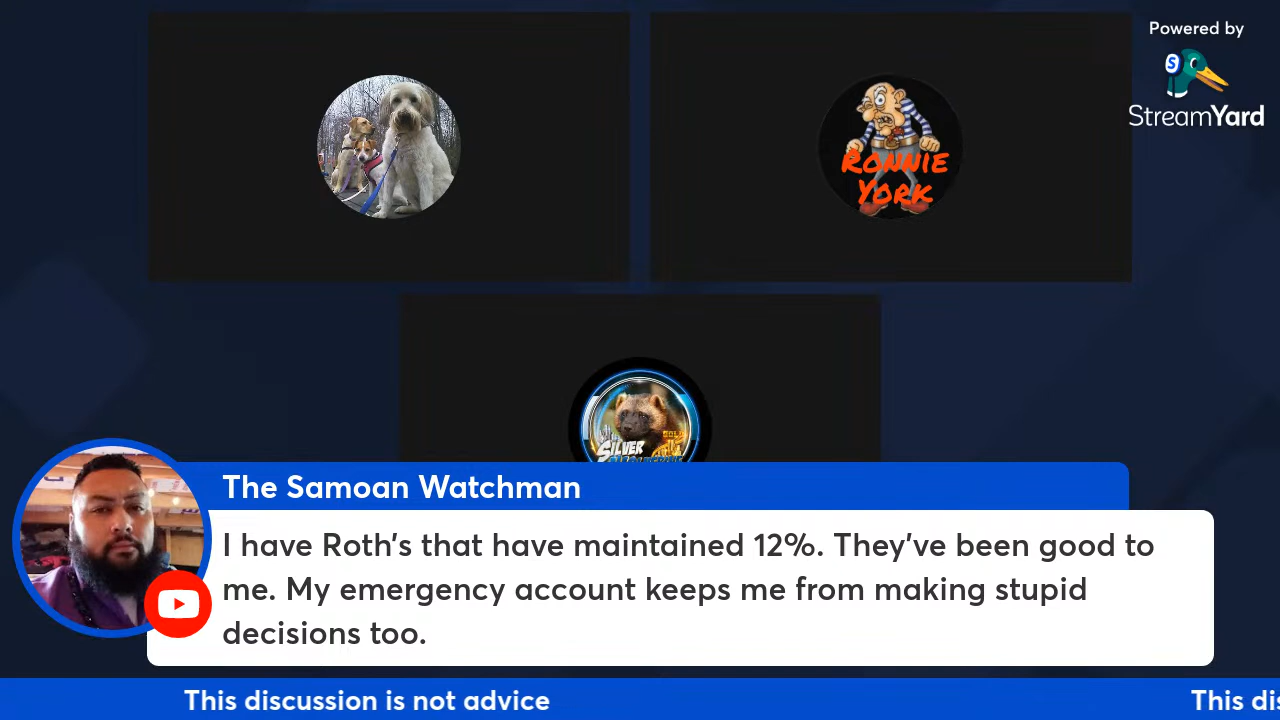 Powered by
S
StreamYard
RONNIE
YORK
SILVER
GOLD
The Samoan Watchman
I have Roth's that have maintained 12%. They've been good to
me. My emergency account keeps me from making stupid
decisions too.
This discussion is not advice
This dis